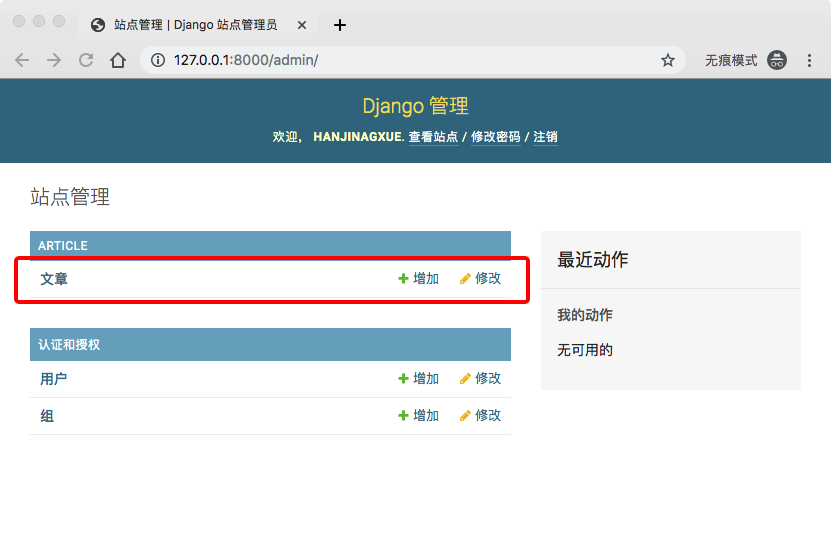 站点管理 | Django 站点管理员
127.0.0.1:8000/admin/
无痕模式
Django 管理
欢迎， HANJINAGXUE. 查看站点 / 修改密码 / 注销
站点管理
ARTICLE
文章 增加 修改
认证和授权
用户 增加 修改
组 增加 修改
最近动作
我的动作
无可用的